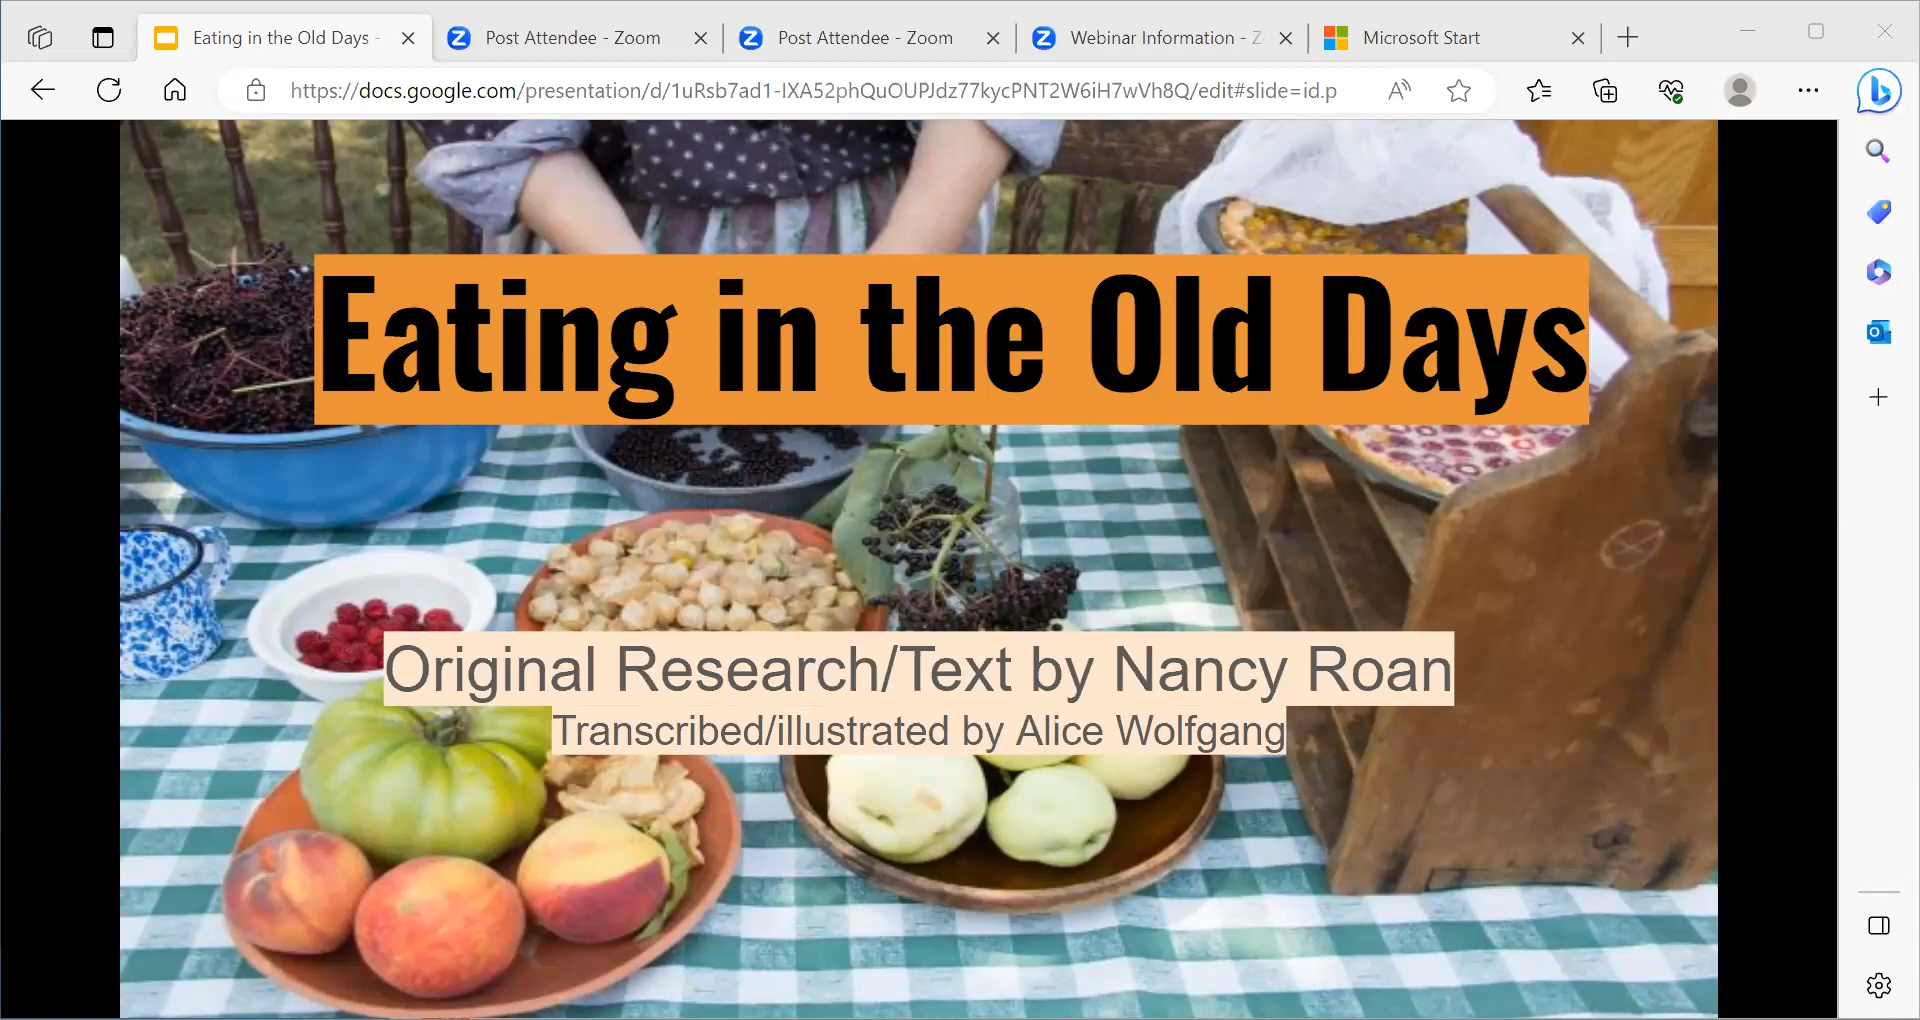 Eating in the Old Days -
Post Attendee - Zoom
Post Attendee - Zoom
Webinar Information - Z
Microsoft Start
https://docs.google.com/presentation/d/1uRsb7ad1-IXA52phQuOUPJdz77kycPNT2W6iH7wVh8Q/edit#slide=id.p
Eating in the Old Days
Original Research/Text by Nancy Roan
Transcribed/illustrated by Alice Wolfgang